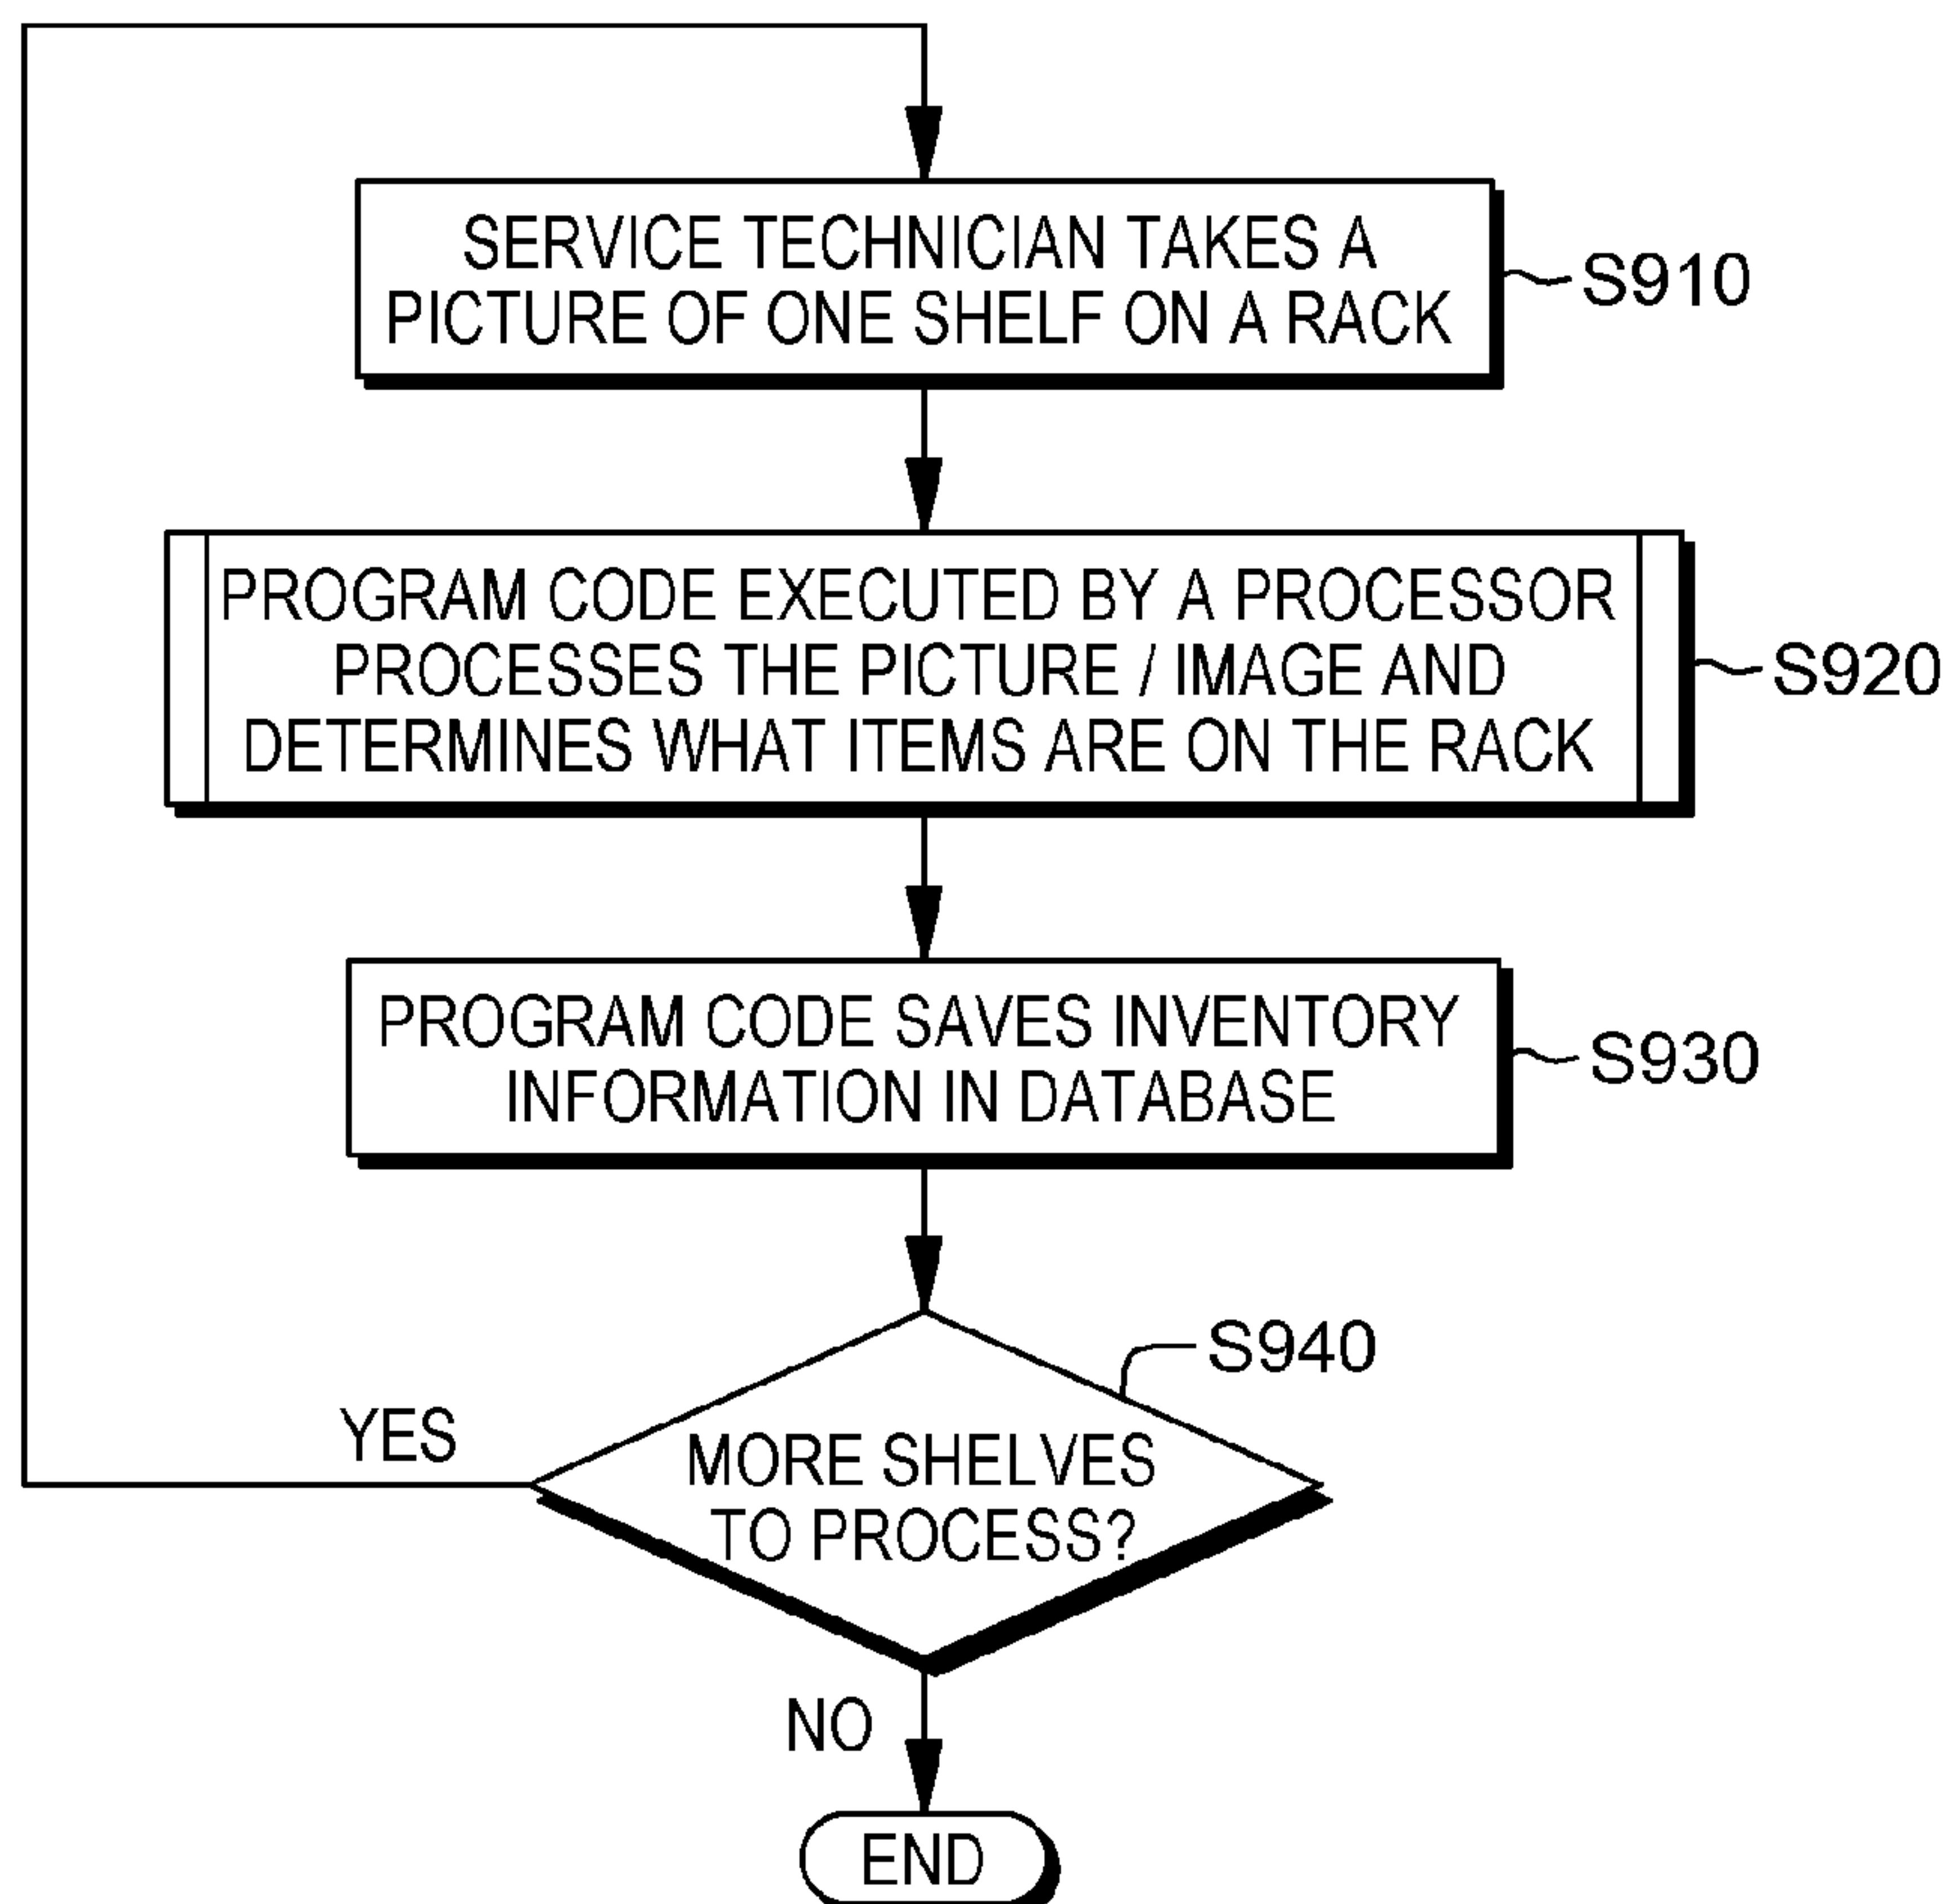 SERVICE TECHNICIAN TAKES A
PICTURE OF ONE SHELF ON A RACK
S910
PROGRAM CODE EXECUTED BY A PROCESSOR
PROCESSES THE PICTURE / IMAGE AND
DETERMINES WHAT ITEMS ARE ON THE RACK
S920
PROGRAM CODE SAVES INVENTORY
INFORMATION IN DATABASE
S930
S940
YES
MORE SHELVES
TO PROCESS?
NO
END